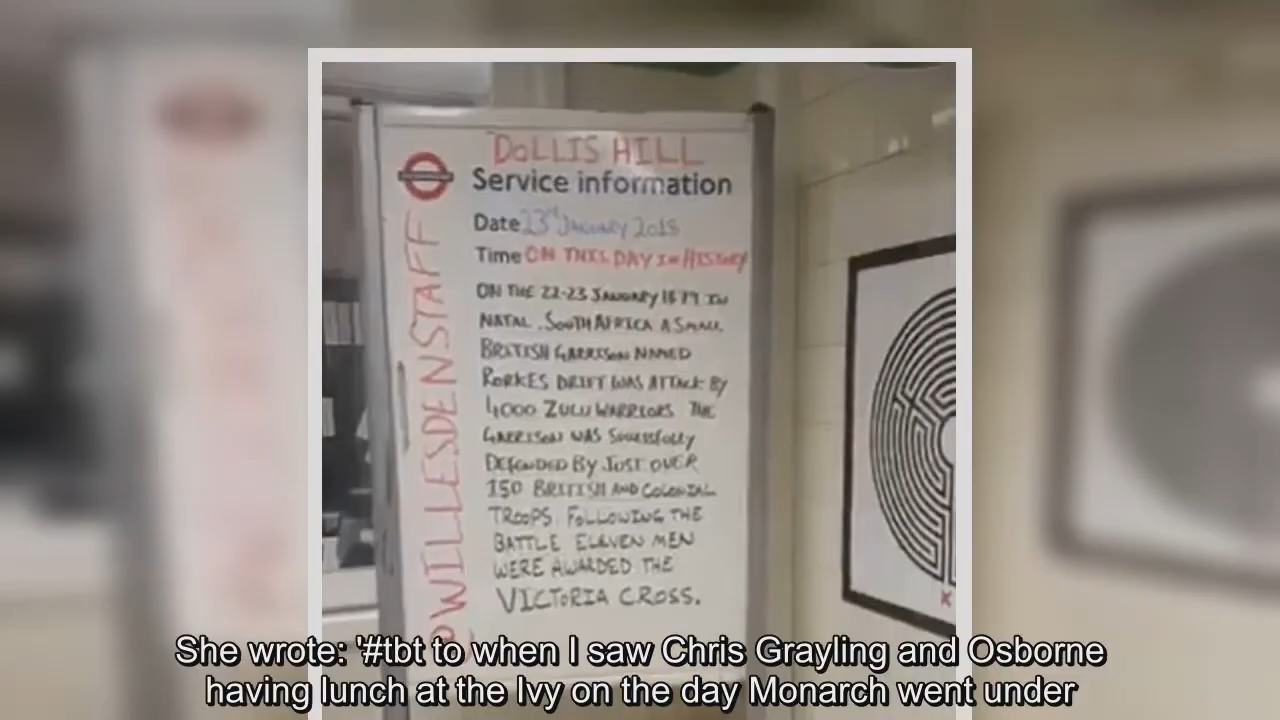 DOLLIS HILL
Service information
Date 23rd JANUARY 2018
Time ON THIS DAY IN HISTORY
ON THE 22-23 JANUARY 1879 IN
NATAL, SOUTH AFRICA A SMALL
BRITISH GARRISON NAMED
RORKES DRIFT WAS ATTACK BY
4000 ZULU WARRIORS THE
GARRISON WAS SUCESSFULLY
DEFENDED BY JUST OVER
150 BRITISH AND COLONIAL
TROOPS. FOLLOWING THE
BATTLE ELEVEN MEN
WERE AWARDED THE
VICTORIA CROSS.
@WILLESDENSTAFF
K
She wrote: '#tbt to when I saw Chris Grayling and Osborne
having lunch at the Ivy on the day Monarch went under